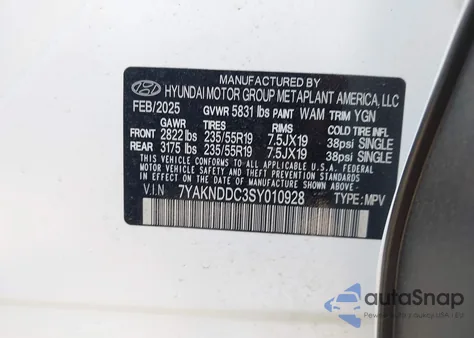 MANUFACTURED BY
HYUNDAI MOTOR GROUP METAPLANT AMERICA, LLC
FEB/2025 GVWR 5831 lbs PAINT WAM TRIM YGN
GAWR TIRES RIMS COLD TIRE INFL
FRONT 2822 lbs 235/55R19 7.5JX19 38psi SINGLE
REAR 3175 lbs 235/55R19 7.5JX19 38psi SINGLE
THIS VEHICLE CONFORMS TO ALL APPLICABLE U.S. FEDERAL
MOTOR VEHICLE SAFETY AND THEFT PREVENTION STANDARDS
IN EFFECT ON THE DATE OF MANUFACTURE SHOWN ABOVE.
V.I.N 7YAKNDDC3SY010928 TYPE: MPV
autoSnap